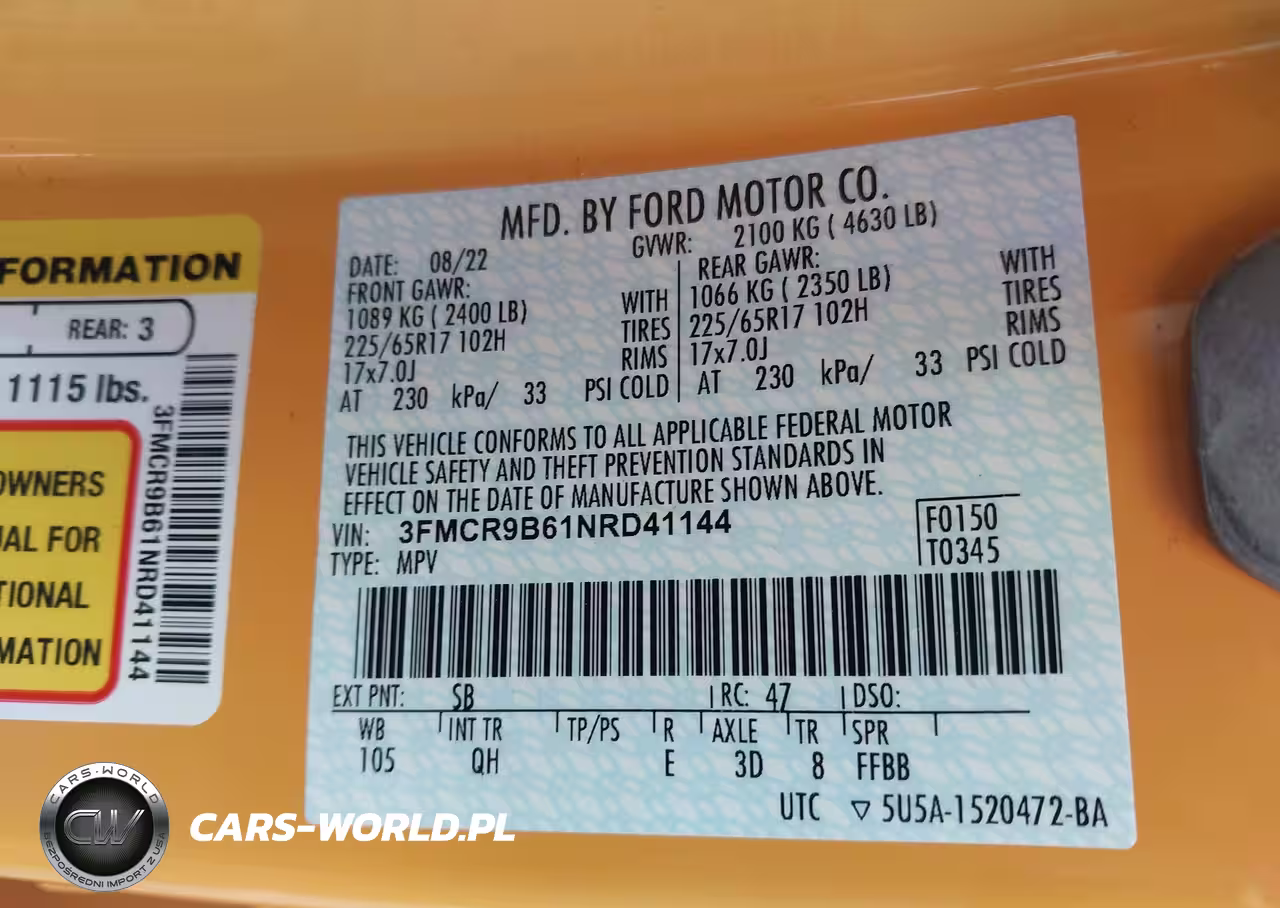 FORMATION
REAR: 3
1115 lbs.
3FMCR9B61NRD41144
OWNERS
UAL FOR
TIONAL
MATION
MFD. BY FORD MOTOR CO.
DATE: 08/22 GVWR: 2100 KG ( 4630 LB)
FRONT GAWR:
1089 KG ( 2400 LB) WITH
225/65R17 102H TIRES
17x7.0J RIMS
AT 230 kPa/ 33 PSI COLD
REAR GAWR: WITH
1066 KG ( 2350 LB) TIRES
225/65R17 102H RIMS
17x7.0J
AT 230 kPa/ 33 PSI COLD
THIS VEHICLE CONFORMS TO ALL APPLICABLE FEDERAL MOTOR
VEHICLE SAFETY AND THEFT PREVENTION STANDARDS IN
EFFECT ON THE DATE OF MANUFACTURE SHOWN ABOVE.
VIN: 3FMCR9B61NRD41144
TYPE: MPV
F0150
T0345
EXT PNT: SB RC: 47 DSO:
WB INT TR TP/PS R AXLE TR SPR
105 QH E 3D 8 FFBB
UTC ▽ 5U5A-1520472-BA
CARS-WORLD
CW
BEZPOŚREDNI IMPORT Z USA
CARS-WORLD.PL